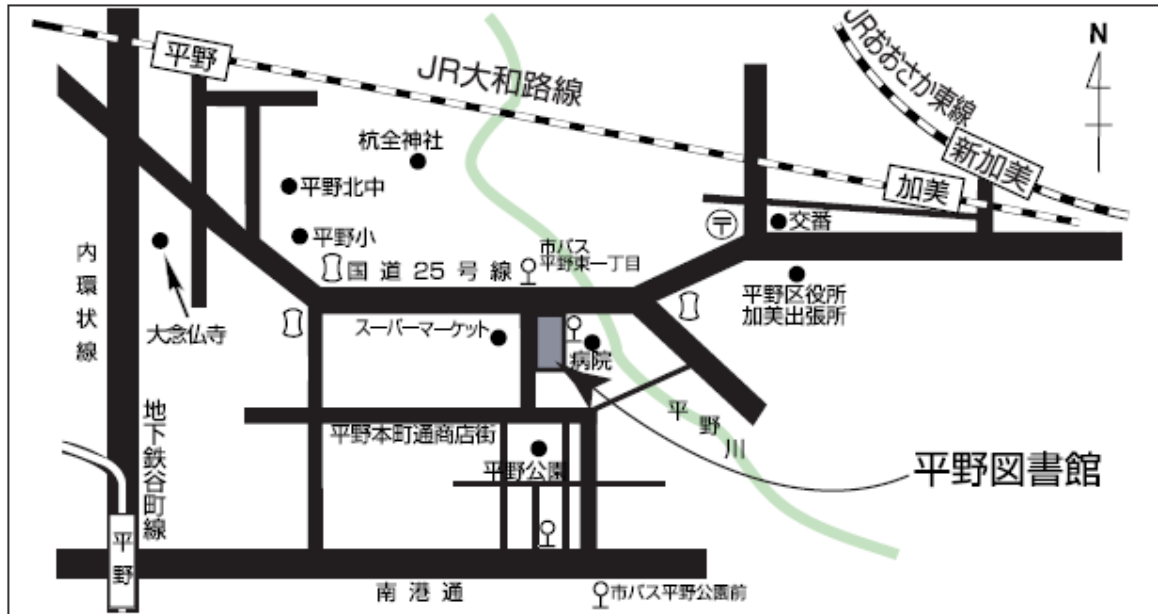 平野
JR大和路線
JRおおさか東線
N
新加美
加美
杭全神社
平野北中
平野小
〒
交番
市バス
平野東一丁目
国道25号線
内環状線
大念仏寺
スーパーマーケット
病院
平野区役所
加美出張所
地下鉄谷町線
平野本町通商店街
平野公園
平野川
平野図書館
平野
南港通
市バス平野公園前